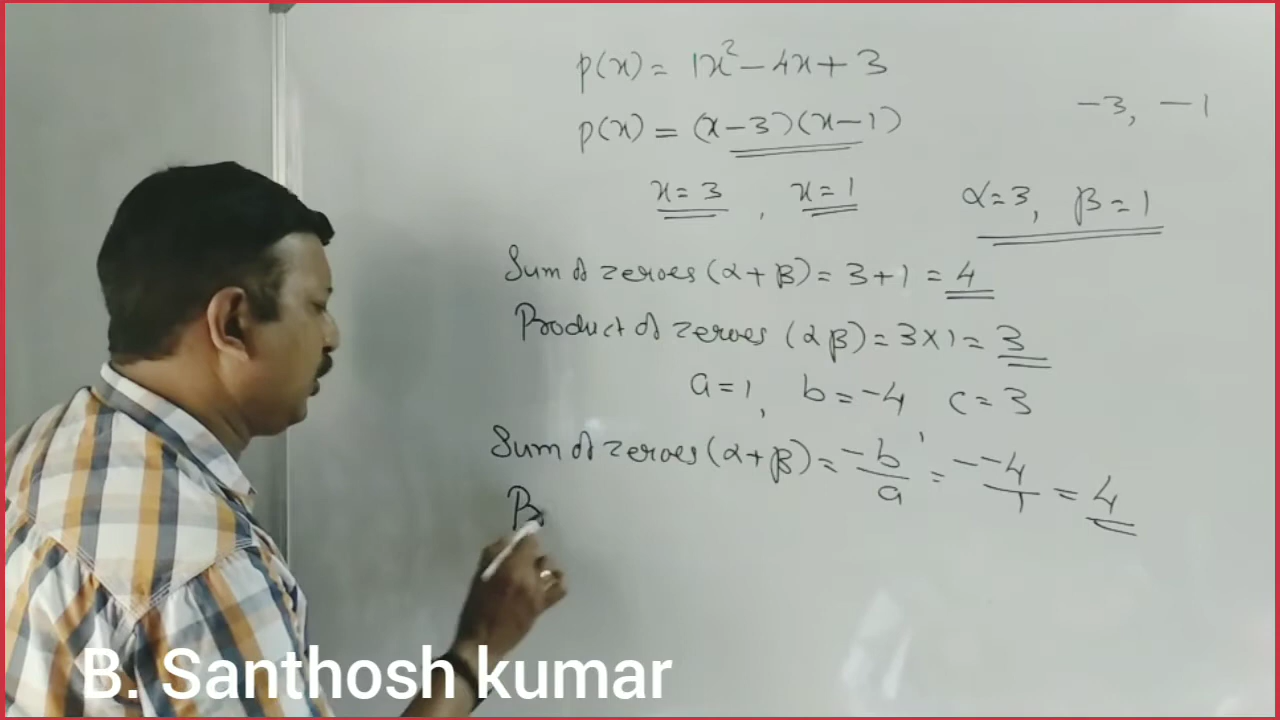 p(x) = 1x² - 4x + 3
p(x) = (x-3)(x-1)
-3, -1
x = 3 , x = 1
α=3, β=1
Sum of zeroes (α+β) = 3+1 = 4
Product of zeroes (αβ) = 3×1 = 3
a=1, b=-4 c=3
Sum of zeroes (α+β) = -b/a = --4/1 = 4
B. Santhosh kumar